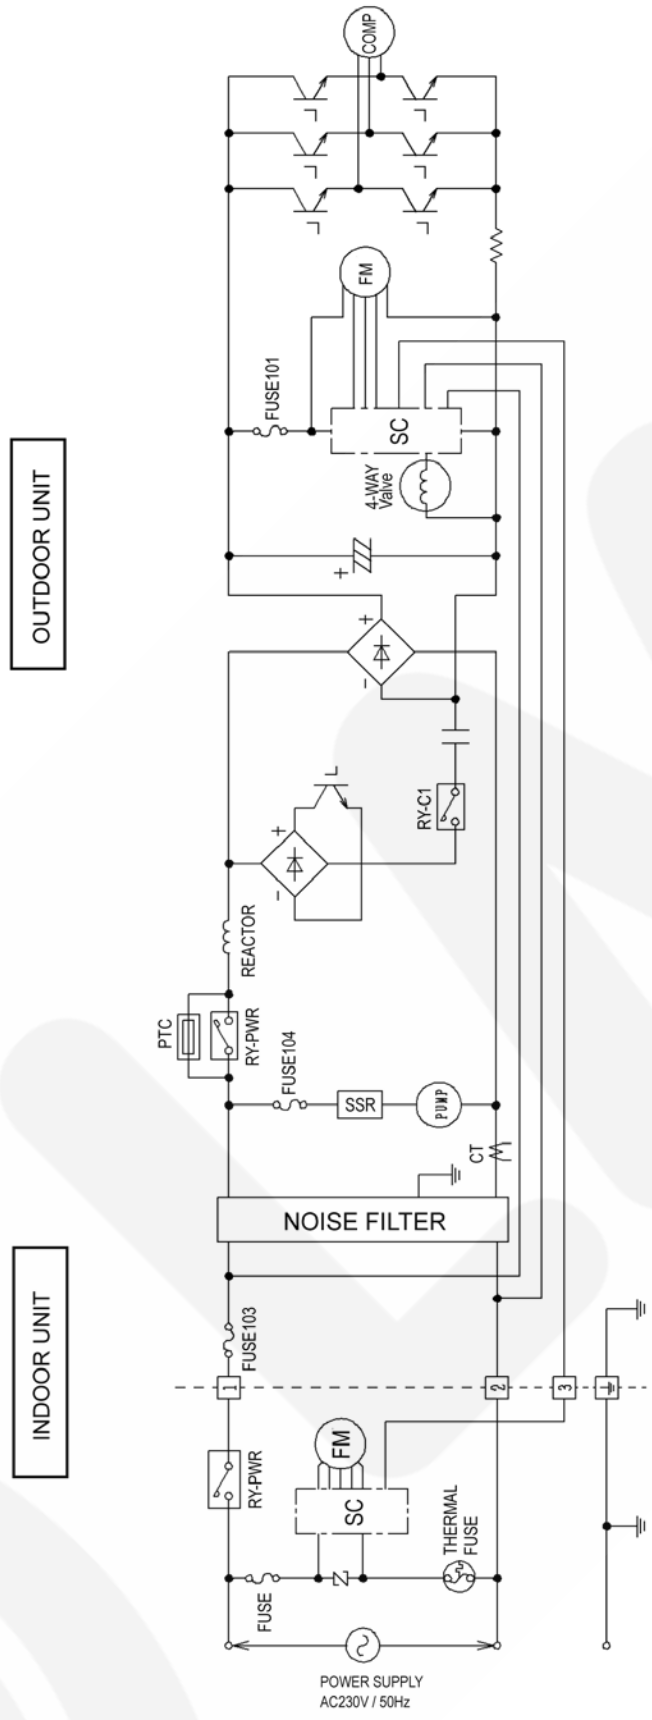 COMP
FM
FUSE101
SC
4-WAY
Valve
+
OUTDOOR UNIT
+
-
RY-C1
+
-
REACTOR
PTC
RY-PWR
FUSE104
SSR
PUMP
CT
NOISE FILTER
FUSE103
INDOOR UNIT
1
2
3
RY-PWR
FM
SC
THERMAL
FUSE
FUSE
POWER SUPPLY
AC230V / 50Hz